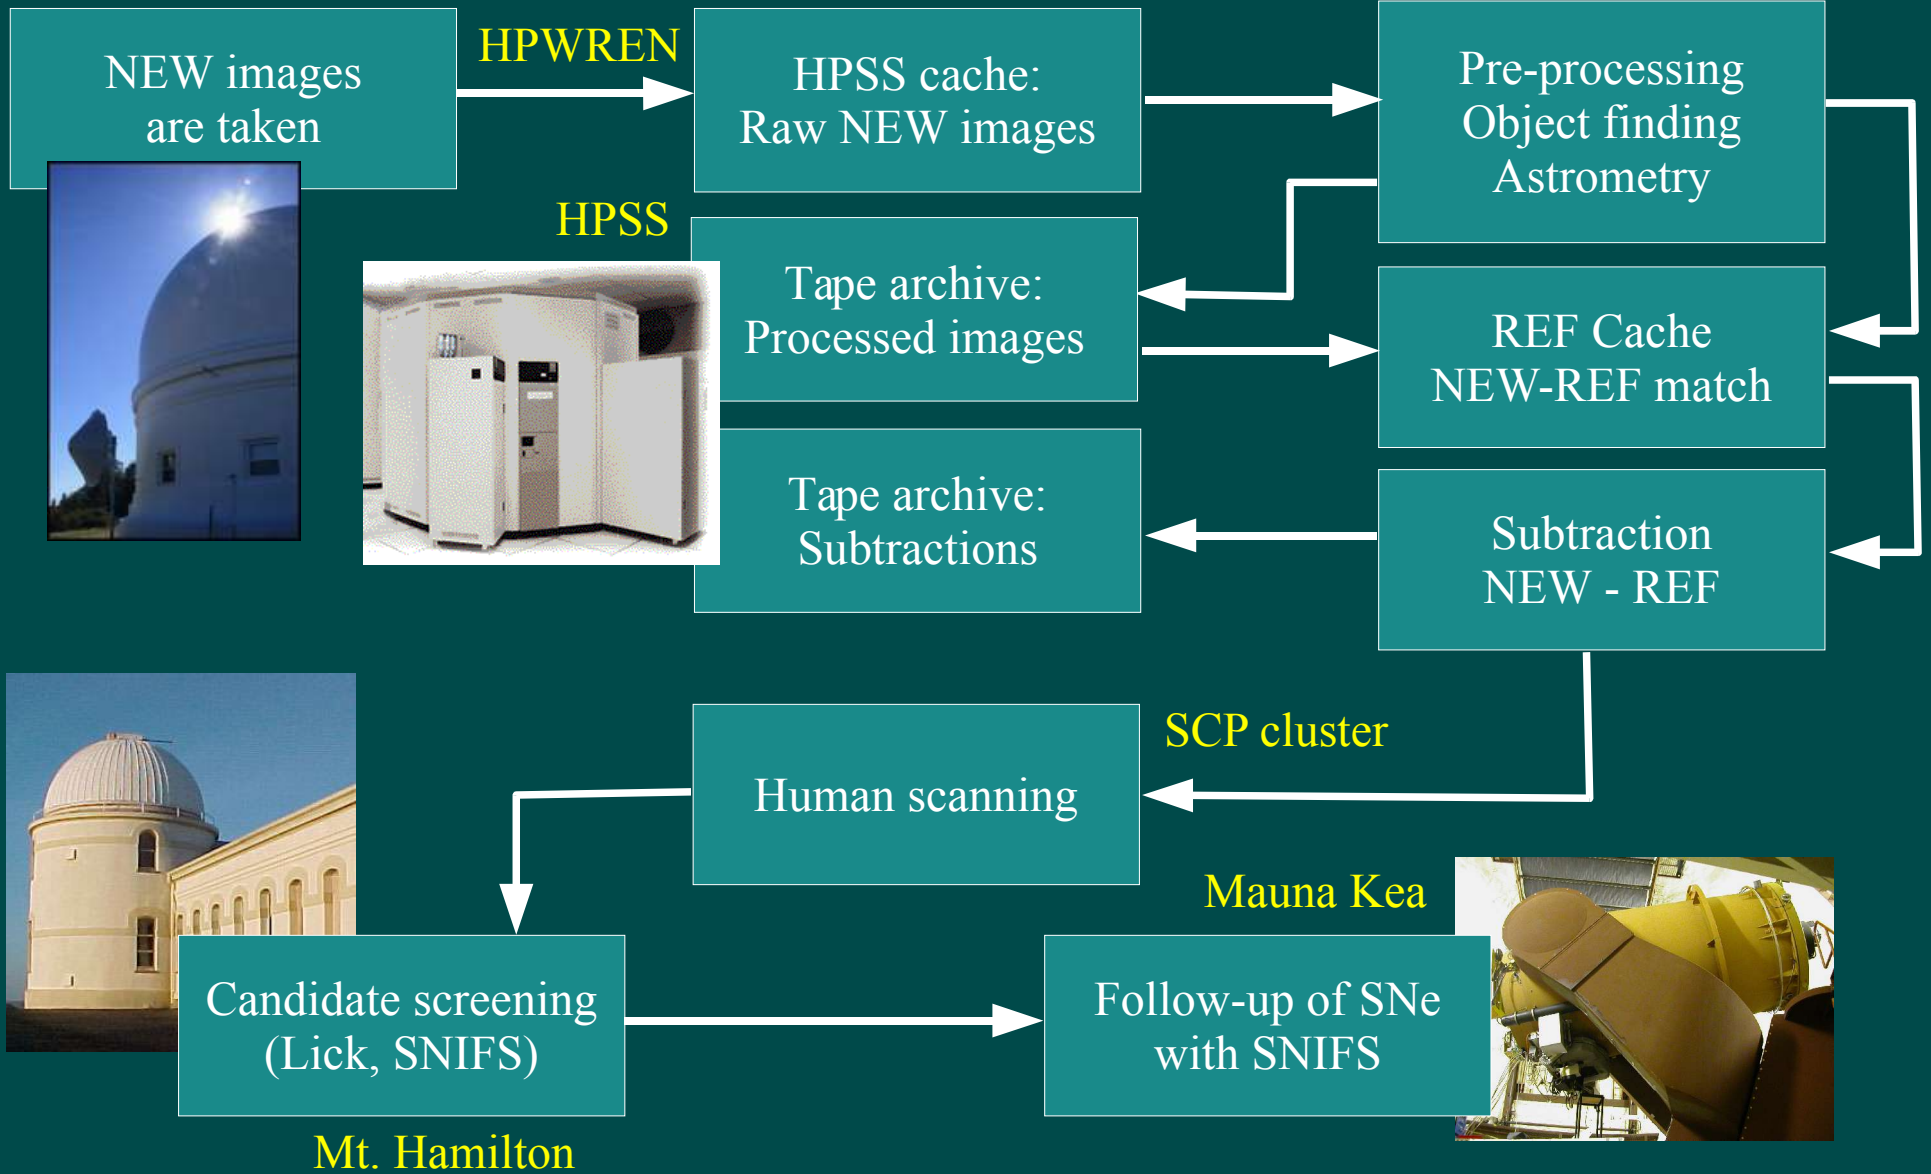 NEW images
are taken
HPWREN
HPSS cache:
Raw NEW images
Pre-processing
Object finding
Astrometry
HPSS
Tape archive:
Processed images
REF Cache
NEW-REF match
Tape archive:
Subtractions
Subtraction
NEW - REF
SCP cluster
Human scanning
Mauna Kea
Candidate screening
(Lick, SNIFS)
Follow-up of SNe
with SNIFS
Mt. Hamilton